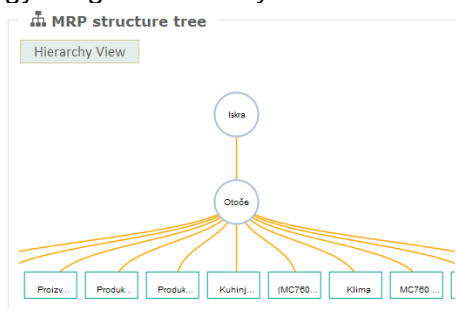 MRP structure tree
Hierarchy View
Iskra
Otoče
Proizv...
Produk...
Produk...
Kuhinj...
(MC760...
Klima
MC760 ...